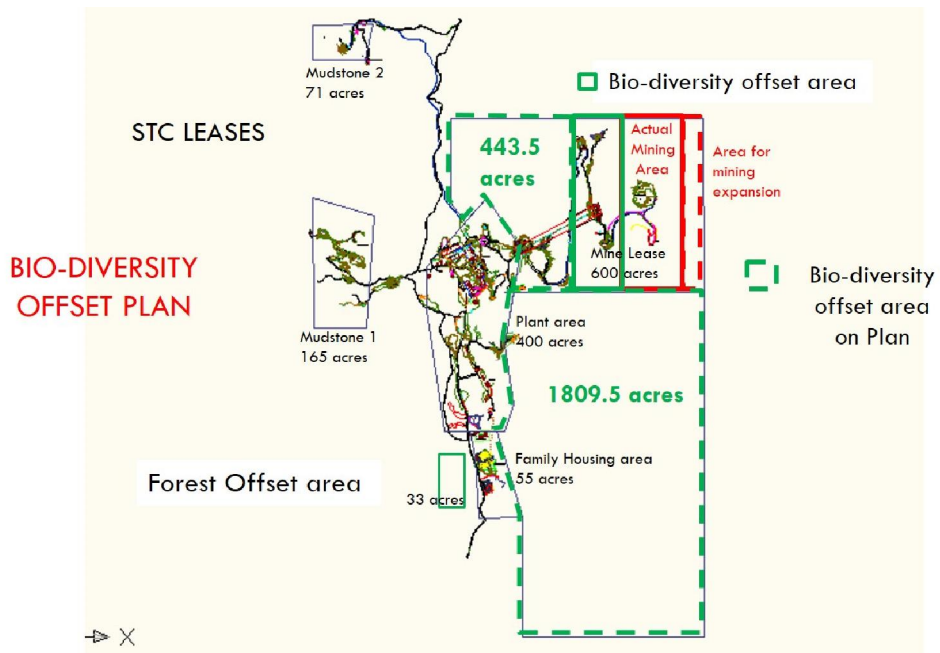 Mudstone 2
71 acres
Bio-diversity offset area
STC LEASES
443.5
acres
Actual
Mining
Area
Area for
mining
expansion
Mine Lease
600 acres
BIO-DIVERSITY
OFFSET PLAN
Bio-diversity
offset area
on Plan
Mudstone 1
165 acres
Plant area
400 acres
1809.5 acres
Family Housing area
55 acres
Forest Offset area
33 acres
X